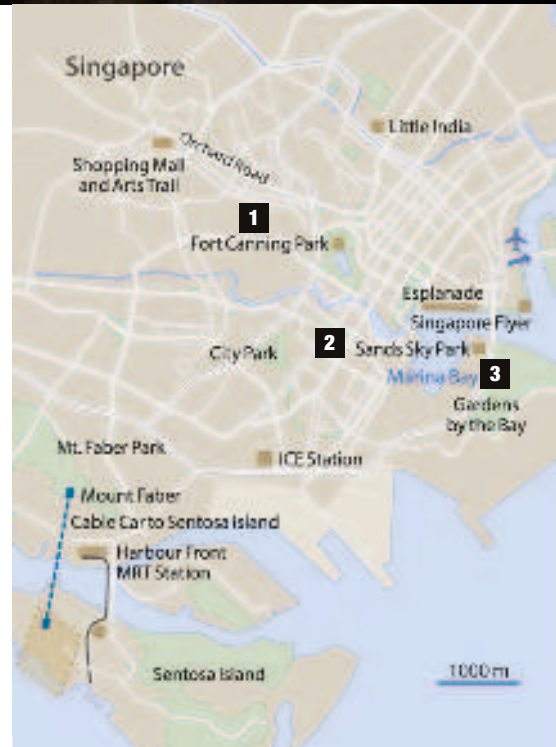 Singapore
Little India
Orchard Road
Shopping Mall
and Arts Trail
1
Fort Canning Park
Esplanade
Singapore Flyer
2
Sands Sky Park
City Park
Marina Bay
3
Gardens
by the Bay
Mt. Faber Park
ICE Station
Mount Faber
Cable Car to Sentosa Island
Harbour Front
MRT Station
Sentosa Island
1000 m